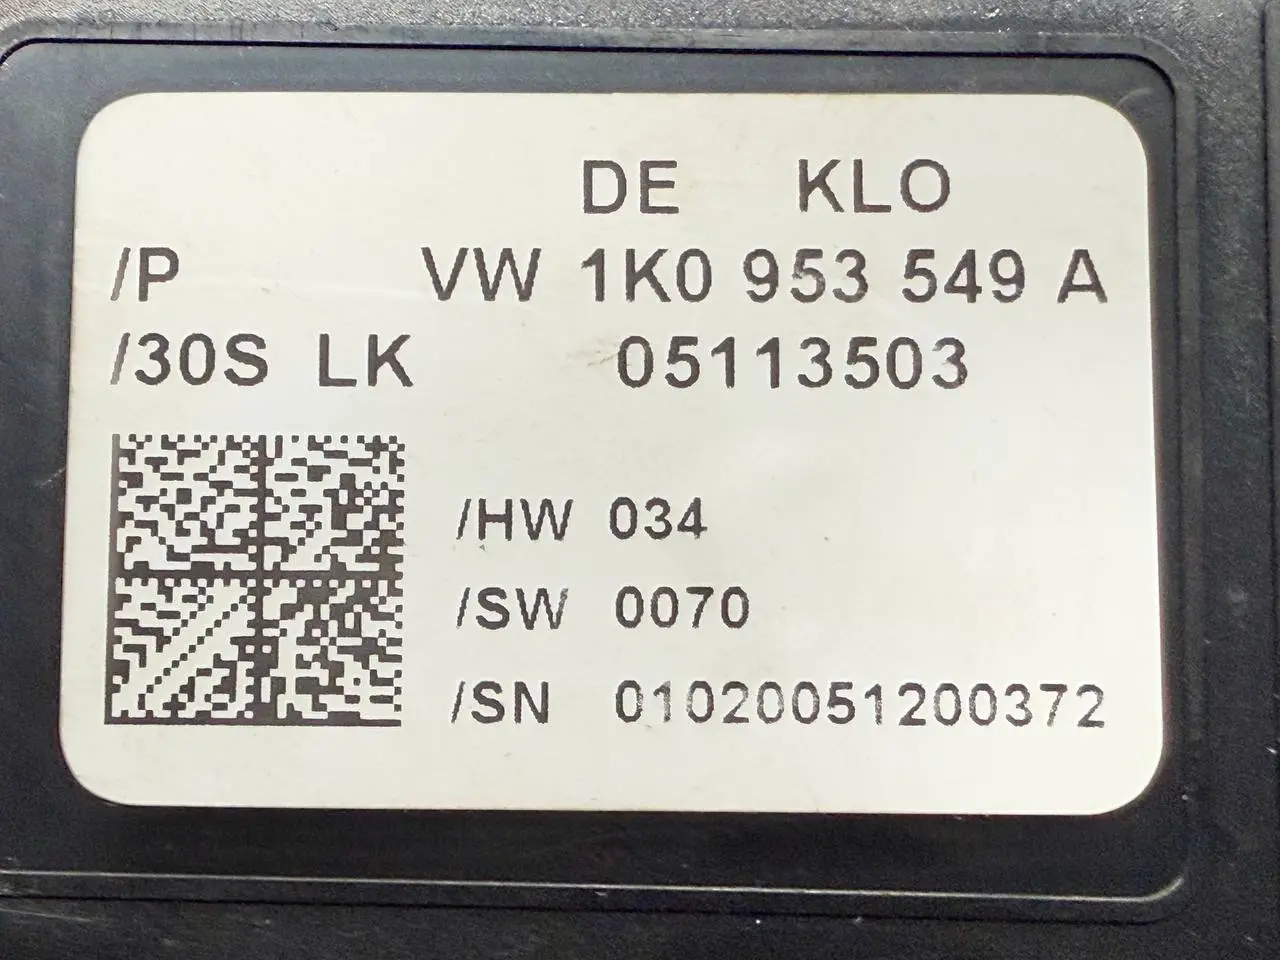 DE KLO
/P VW 1K0 953 549 A
/30S LK 05113503
/HW 034
/SW 0070
/SN 01020051200372